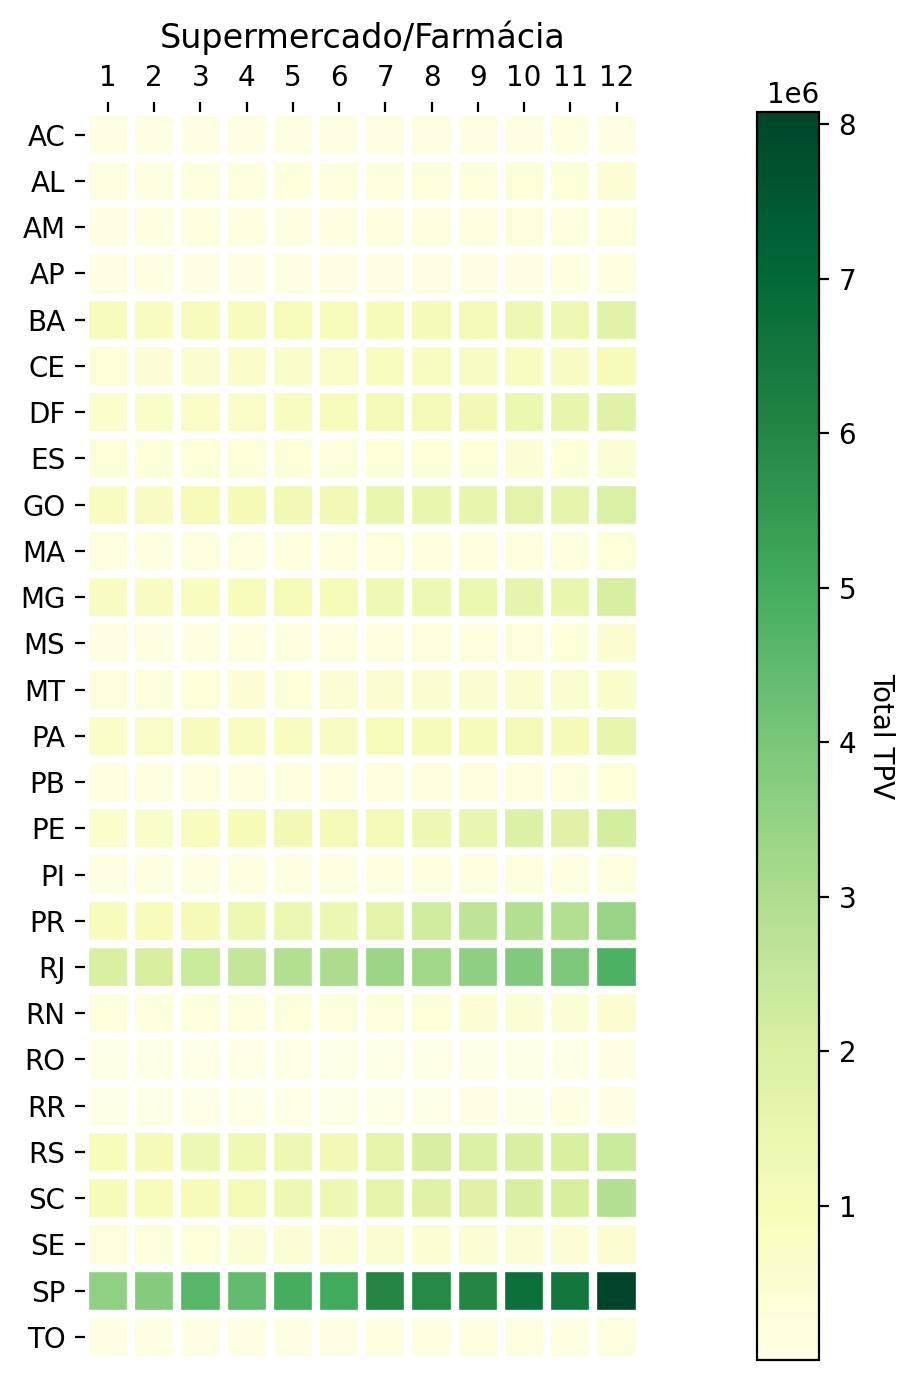 Supermercado/Farmácia
1 2 3 4 5 6 7 8 9 10 11 12
AC
AL
AM
AP
BA
CE
DF
ES
GO
MA
MG
MS
MT
PA
PB
PE
PI
PR
RJ
RN
RO
RR
RS
SC
SE
SP
TO
1e6
8
7
6
5
4
3
2
1
Total TPV